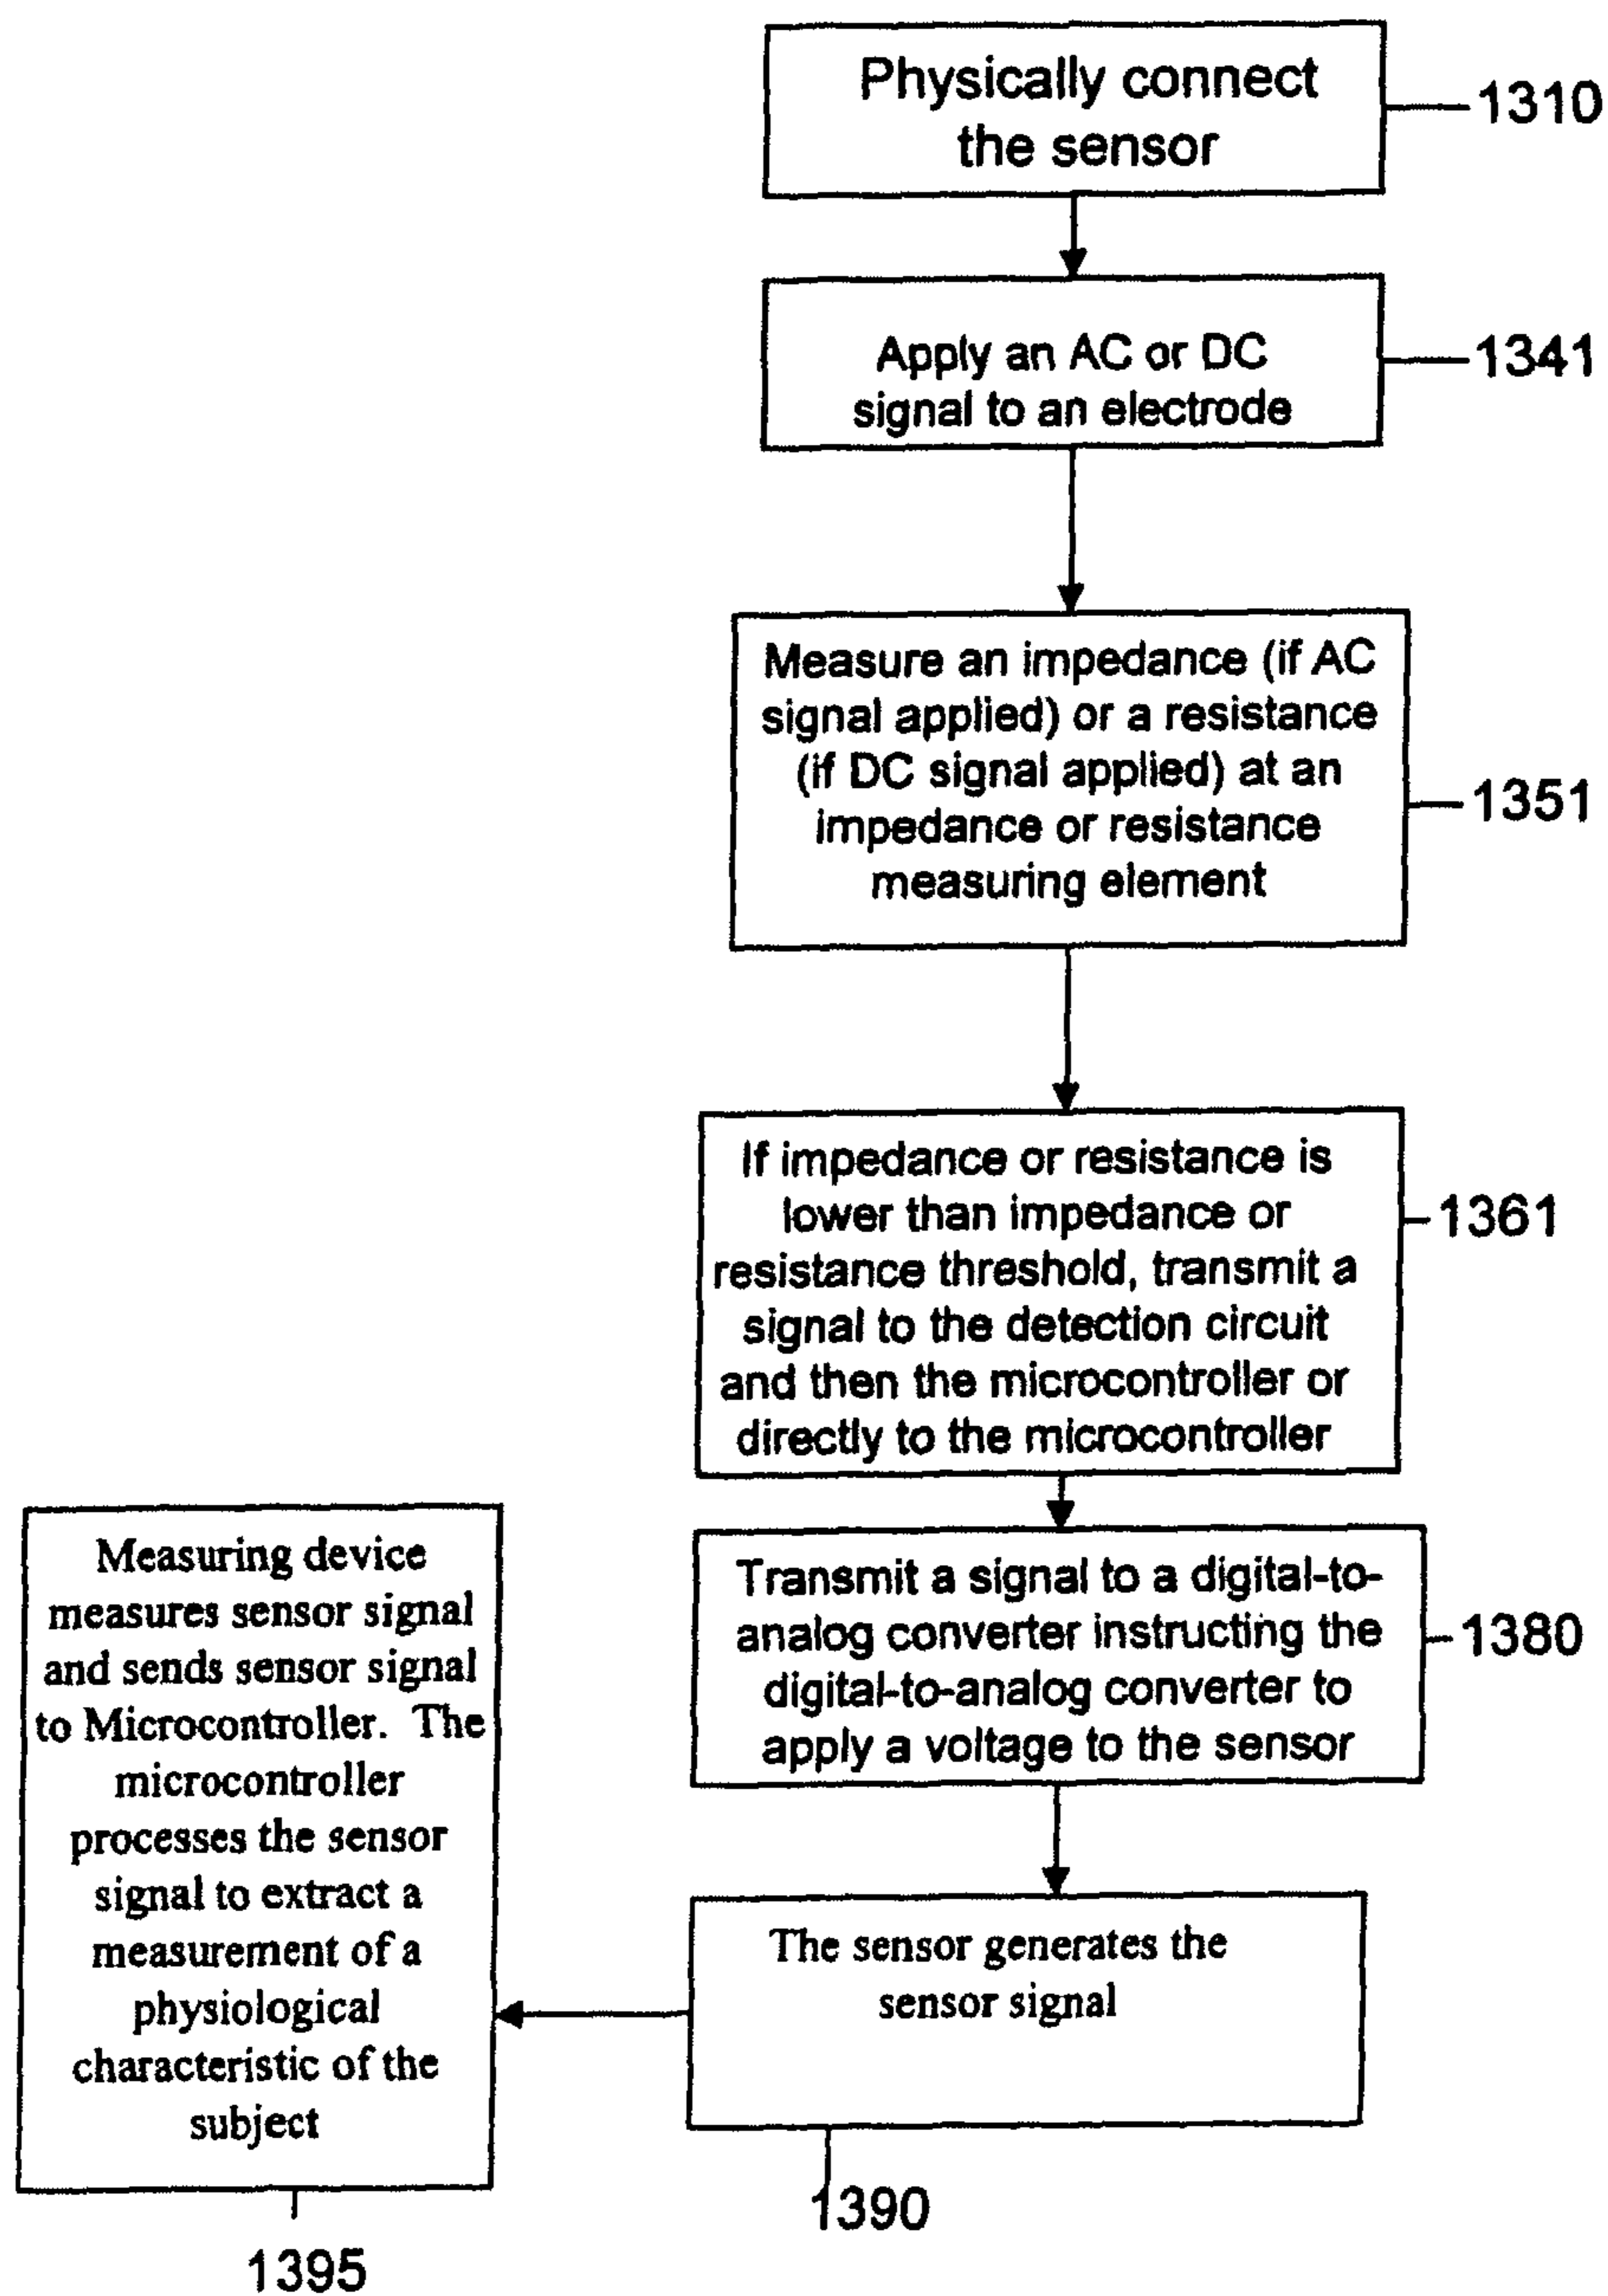 Physically connect
the sensor
1310
Apply an AC or DC
signal to an electrode
1341
Measure an impedance (if AC
signal applied) or a resistance
(if DC signal applied) at an
impedance or resistance
measuring element
1351
If impedance or resistance is
lower than impedance or
resistance threshold, transmit a
signal to the detection circuit
and then the microcontroller or
directly to the microcontroller
1361
Transmit a signal to a digital-to-
analog converter instructing the
digital-to-analog converter to
apply a voltage to the sensor
1380
The sensor generates the
sensor signal
1390
Measuring device
measures sensor signal
and sends sensor signal
to Microcontroller. The
microcontroller
processes the sensor
signal to extract a
measurement of a
physiological
characteristic of the
subject
1395